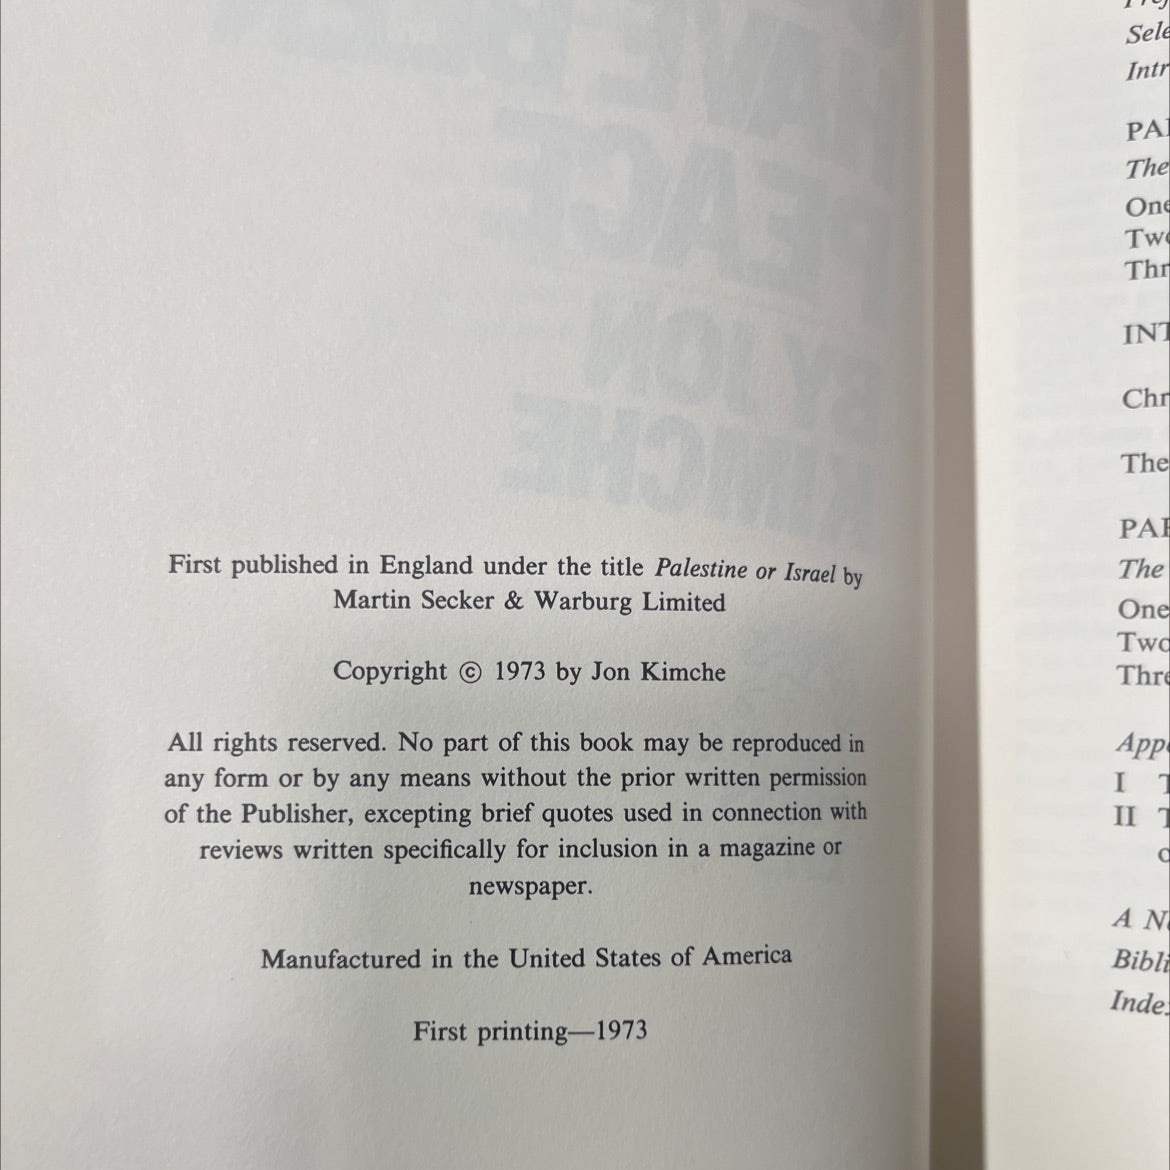 First published in England under the title Palestine or Israel by
Martin Secker & Warburg Limited
Copyright © 1973 by Jon Kimche
All rights reserved. No part of this book may be reproduced in
any form or by any means without the prior written permission
of the Publisher, excepting brief quotes used in connection with
reviews written specifically for inclusion in a magazine or
newspaper.
Manufactured in the United States of America
First printing—1973
Sele
Intr
PA
The
One
Two
Thr
INT
Chr
The
PAR
The
One
Two
Thre
App
I T
II T
A N
Bibli
Inde